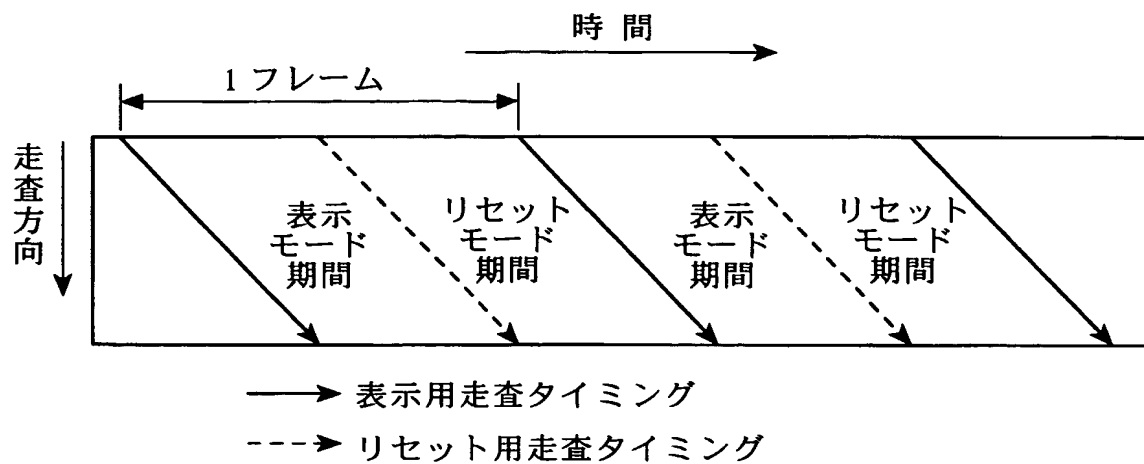 時間
1フレーム
走査方向
表示
モード
期間
リセット
モード
期間
表示
モード
期間
リセット
モード
期間
表示用走査タイミング
リセット用走査タイミング